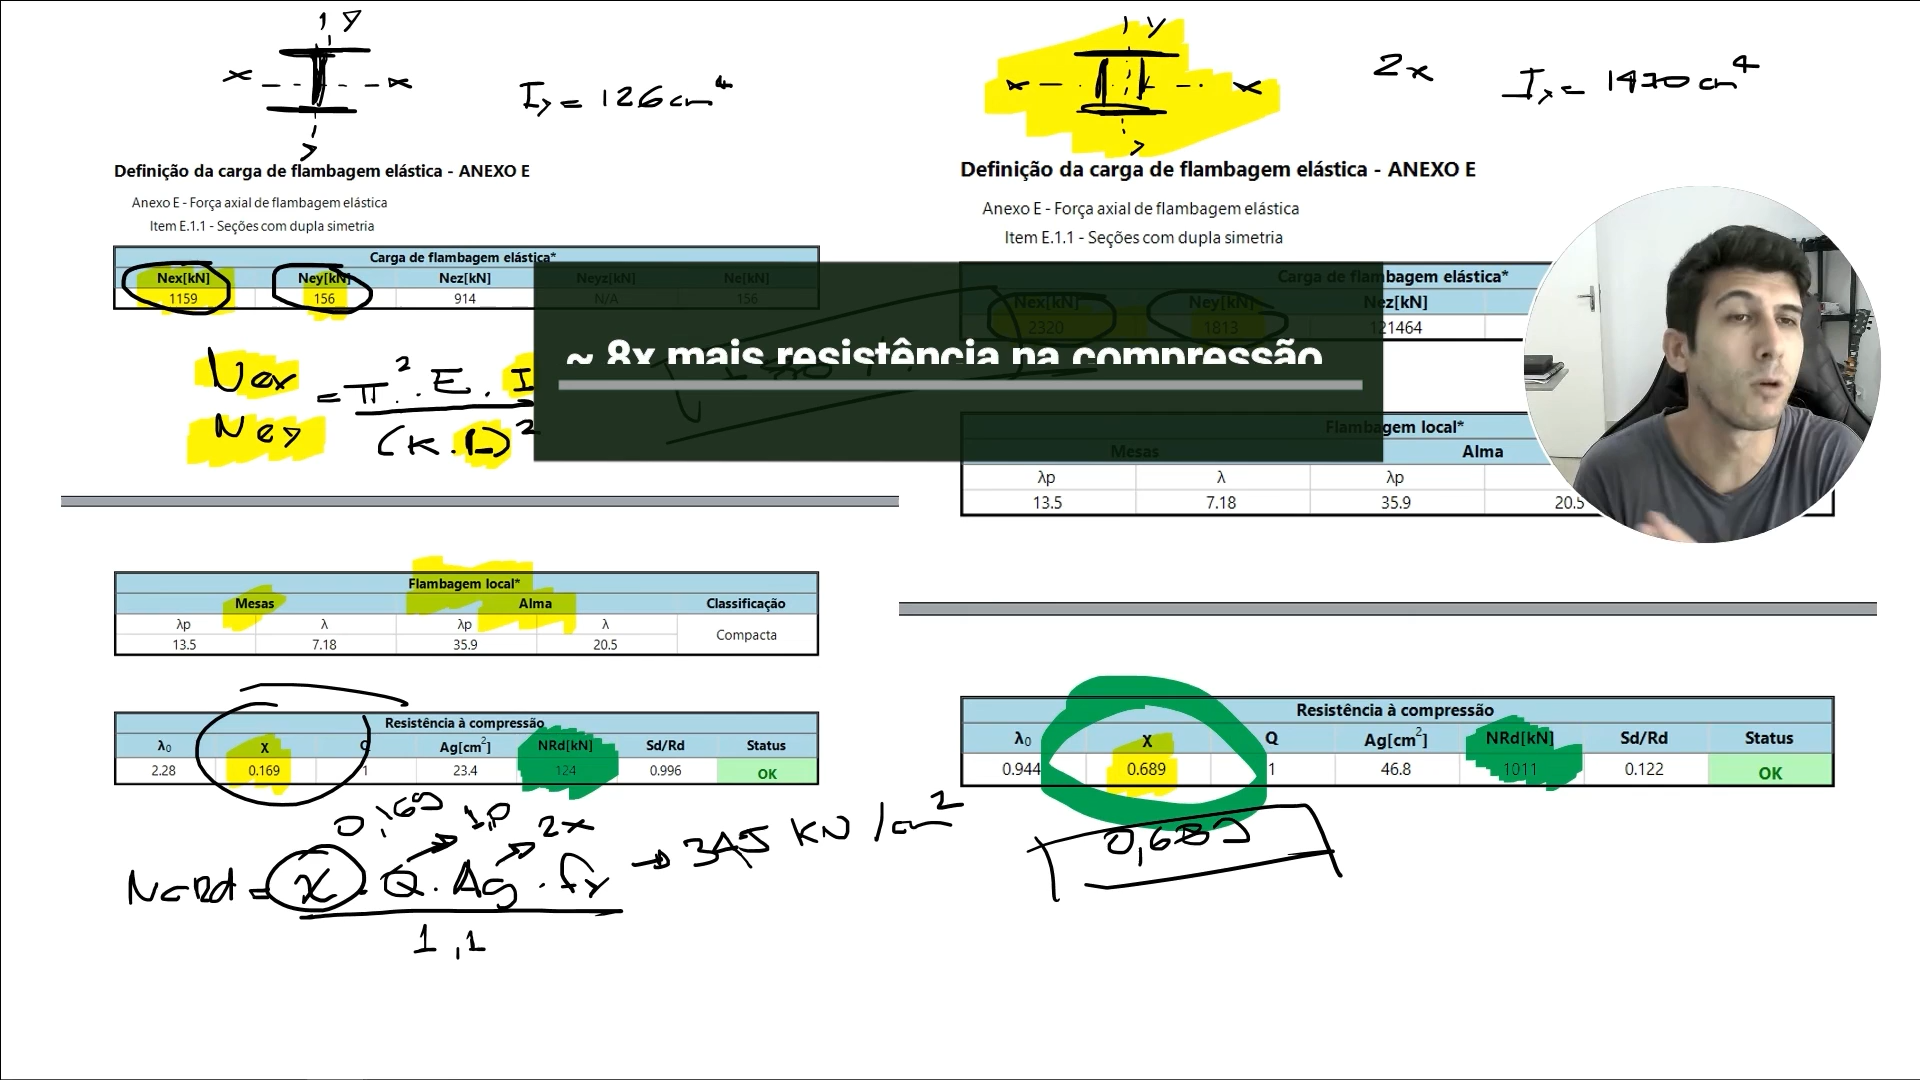 y
x
x
y
Iy = 126 cm⁴
Definição da carga de flambagem elástica - ANEXO E
Anexo E - Força axial de flambagem elástica
Item E.1.1 - Seções com dupla simetria
Carga de flambagem elástica*
Nex[kN] Ney[kN] Nez[kN] Neyz[kN] Ne[kN]
1159 156 914 N/A 156
Nex
Ney
= π². E. I
(K.L)²
Flambagem local*
Mesas Alma Classificação
λp λ λp λ
13.5 7.18 35.9 20.5 Compacta
Resistência à compressão
λ0 X Q Ag[cm²] NRd[kN] Sd/Rd Status
2.28 0.169 1 23.4 124 0.996 OK
0,169 1,0 2x
NcRd = χ. Q. Ag. fy → 34,5 KN/cm²
1,1
~ 8x mais resistência na compressão
y
x
x
y
2x
Iy = 1470 cm⁴
Definição da carga de flambagem elástica - ANEXO E
Anexo E - Força axial de flambagem elástica
Item E.1.1 - Seções com dupla simetria
Carga de flambagem elástica*
Nex[kN] Ney[kN] Nez[kN]
2320 1813 121464
Flambagem local*
Mesas Alma
λp λ λp
13.5 7.18 35.9 20.5
Resistência à compressão
λ0 X Q Ag[cm²] NRd[kN] Sd/Rd Status
0.944 0.689 1 46.8 1011 0.122 OK
0,689